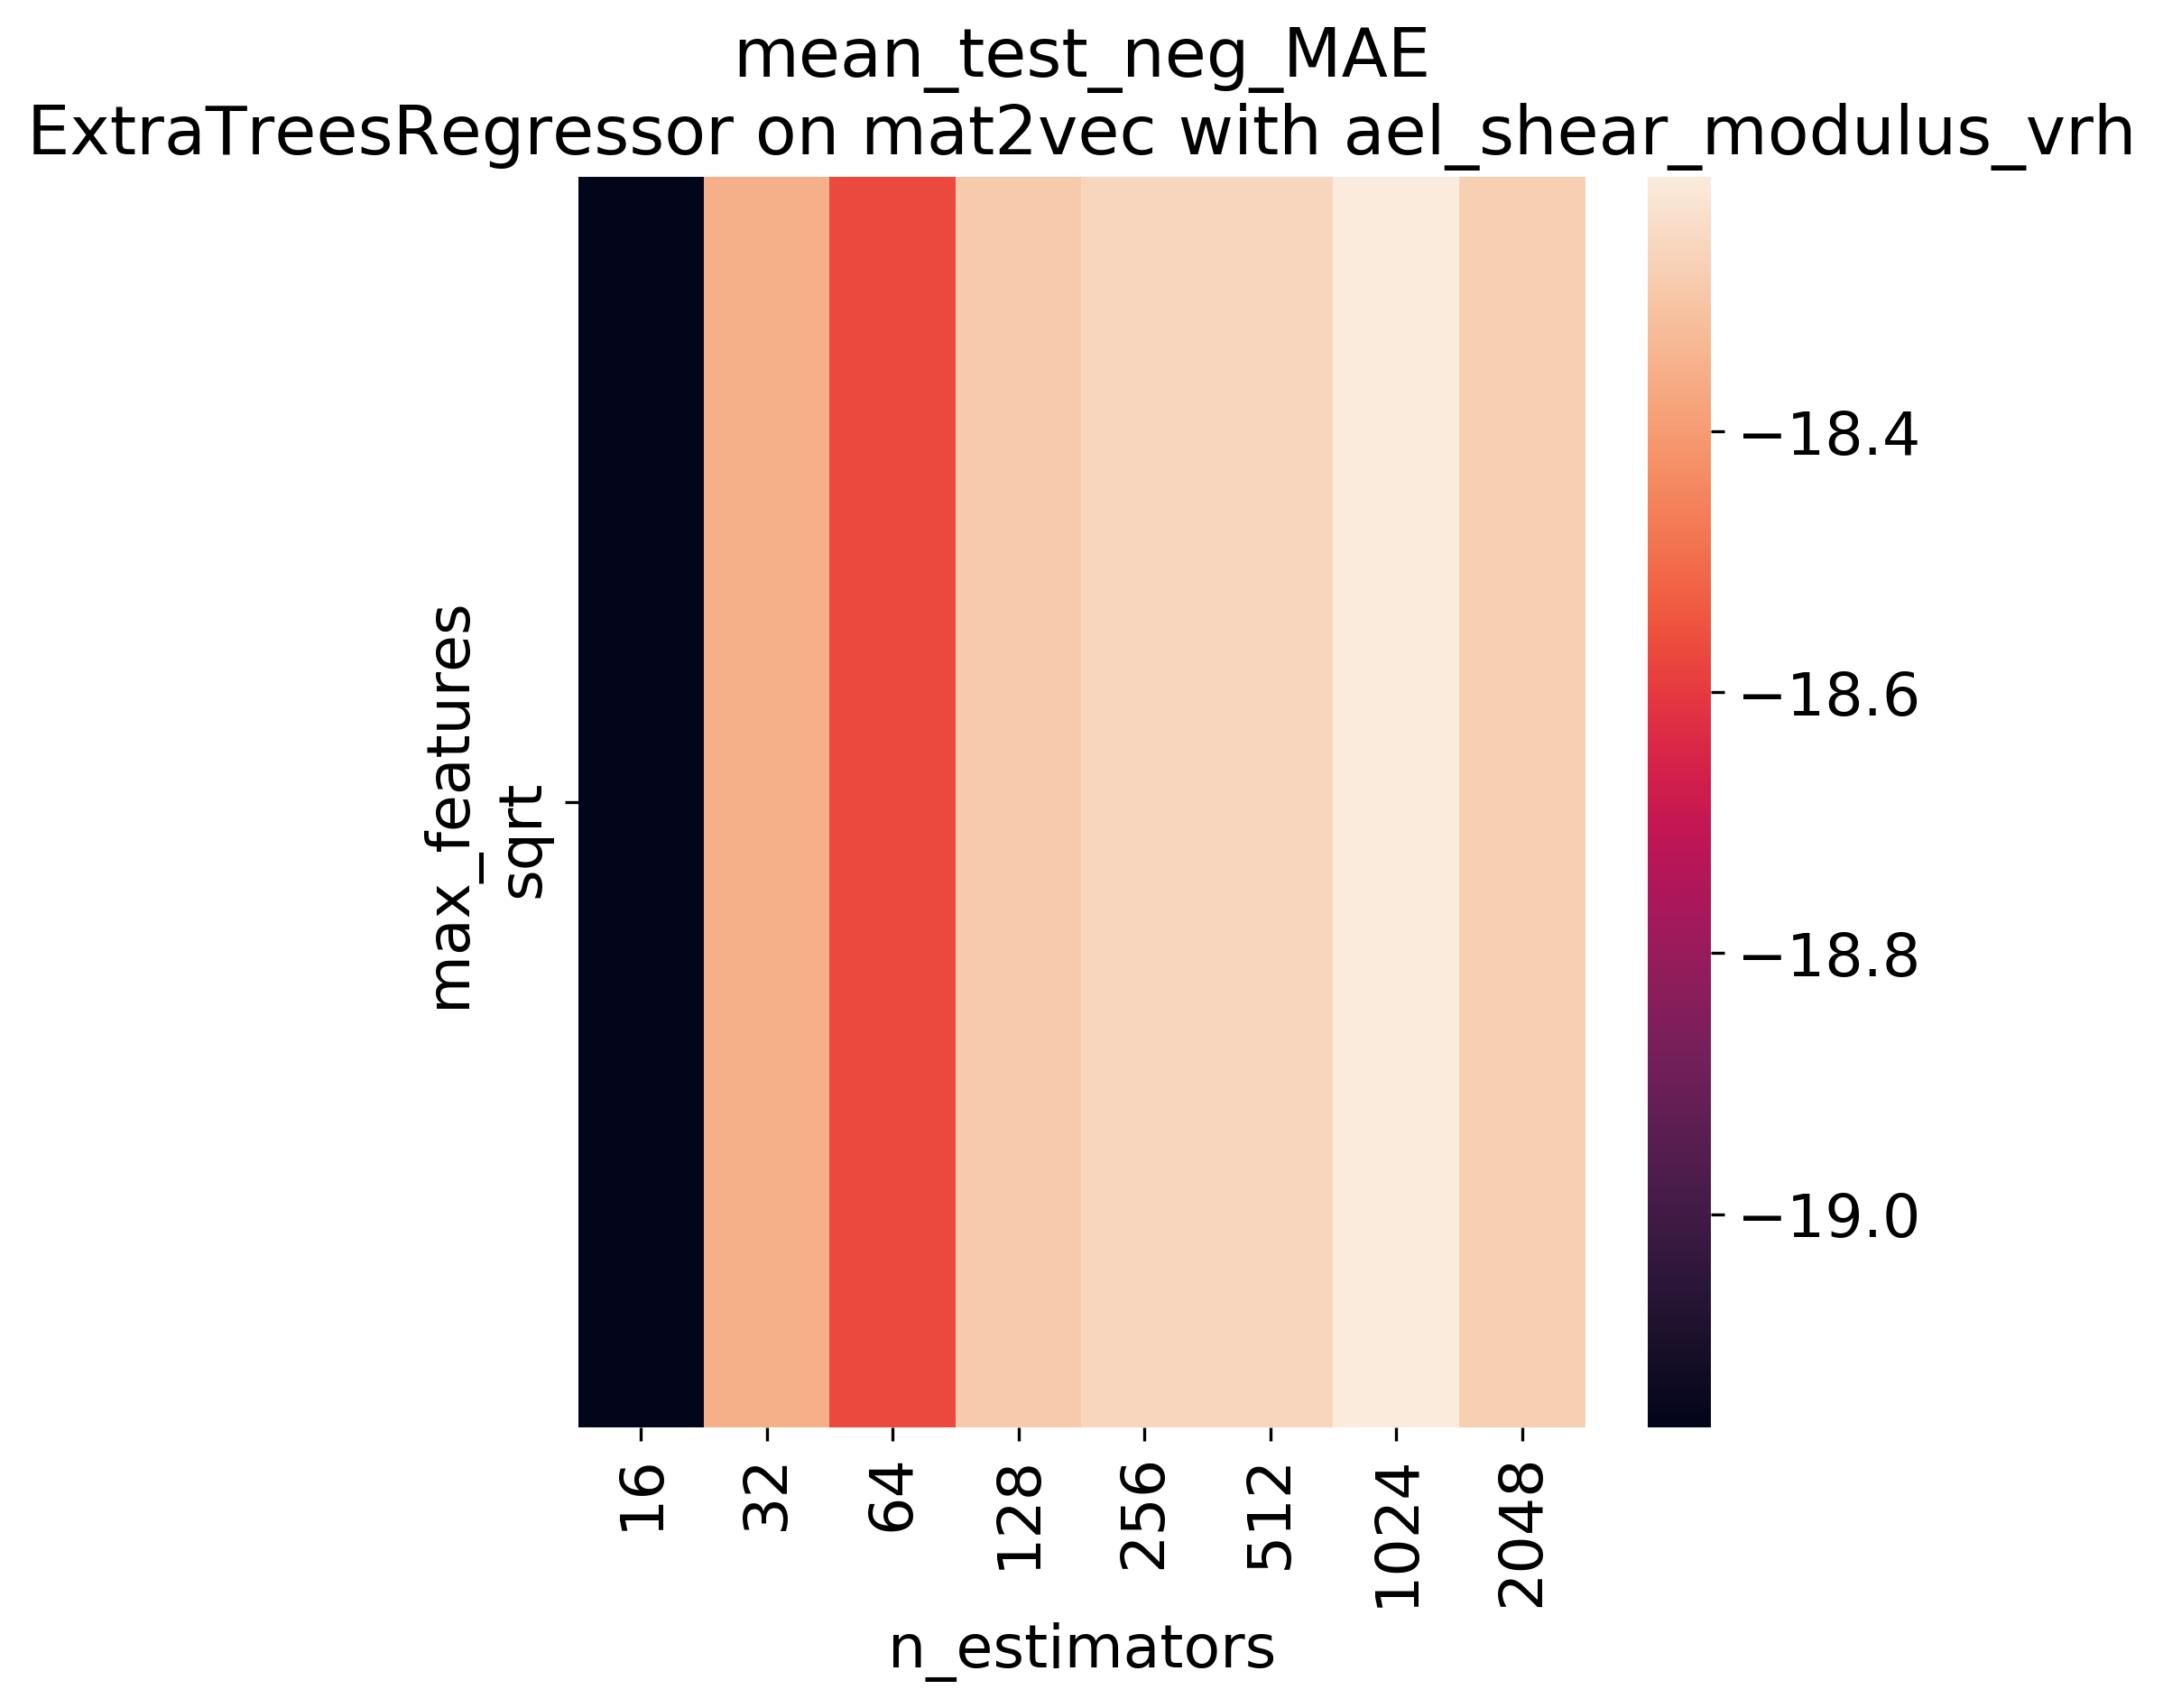 mean_test_neg_MAE
ExtraTreesRegressor on mat2vec with ael_shear_modulus_vrh
max_features
sqrt
16
32
64
128
256
512
1024
2048
n_estimators
−18.4
−18.6
−18.8
−19.0